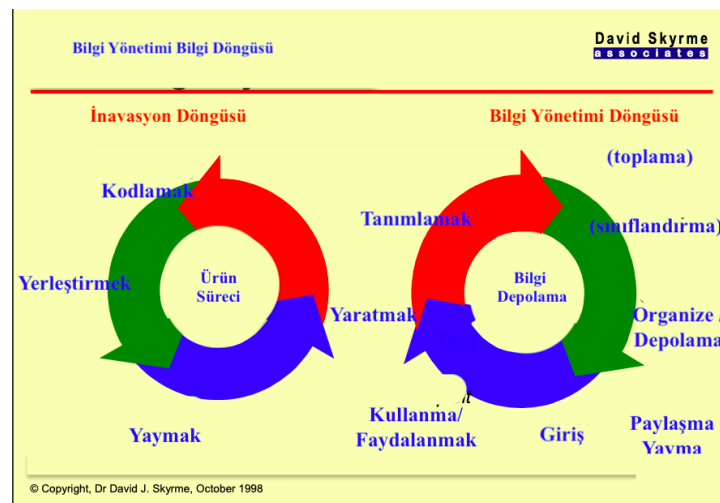 Bilgi Yönetimi Bilgi Döngüsü
David Skyrme
associates
İnavasyon Döngüsü
Bilgi Yönetimi Döngüsü
(toplama)
Kodlamak
Tanımlamak
(sınıflandırma)
Ürün
Süreci
Bilgi
Depolama
Yerleştirmek
Yaratmak
Organize /
Depolama
Kullanma/
Faydalanmak
Yaymak
Giriş
Paylaşma
Yayma
© Copyright, Dr David J. Skyrme, October 1998